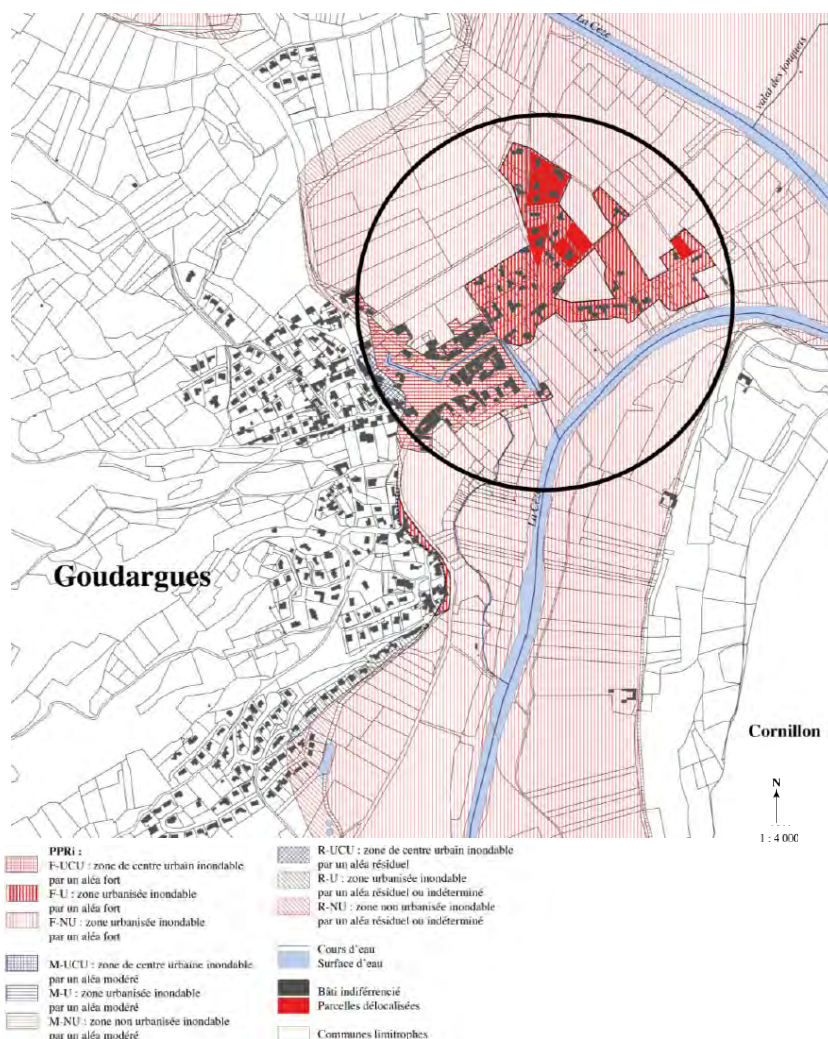 La Cèze
valat des jonquiers
La Cèze
Goudargues
Cornillon
N
1 : 4 000
PPRi :
F-UCU : zone de centre urbain inondable
par un aléa fort
F-U : zone urbanisée inondable
par un aléa fort
F-NU : zone urbanisée inondable
par un aléa fort
M-UCU : zone de centre urbaine inondable
par un aléa modéré
M-U : zone urbanisée inondable
par un aléa modéré
M-NU : zone non urbanisée inondable
par un aléa modéré
R-UCU : zone de centre urbain inondable
par un aléa résiduel
R-U : zone urbanisée inondable
par un aléa résiduel ou indéterminé
R-NU : zone non urbanisée inondable
par un aléa résiduel ou indéterminé
Cours d'eau
Surface d'eau
Bâti indiférrencié
Parcelles délocalisées
Communes limitrophes